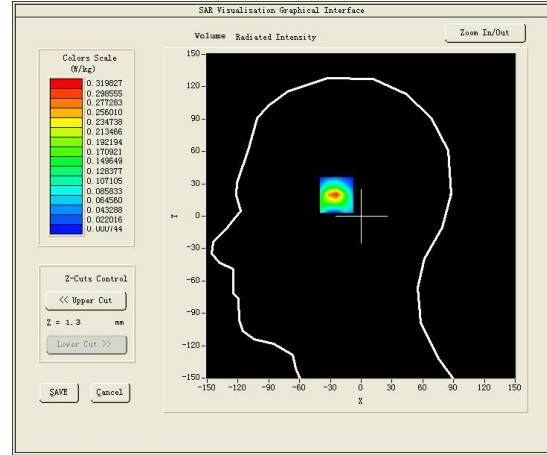 SAR Visualisation Graphical Interface
Volume Radiated Intensity
Zoom In/Out
Colors Scale
(W/kg)
0.319827
0.298555
0.277283
0.256010
0.234738
0.213466
0.192194
0.170921
0.149649
0.128377
0.107105
0.085833
0.064560
0.043288
0.022016
0.000744
Z-Cuts Control
<< Upper Cut
Z = 1.3 mm
Lower Cut >>
SAVE Cancel
150
120
90
60
30
0
-30
-60
-90
-120
-150
Y
-150 -120 -90 -60 -30 0 30 60 90 120 150
X